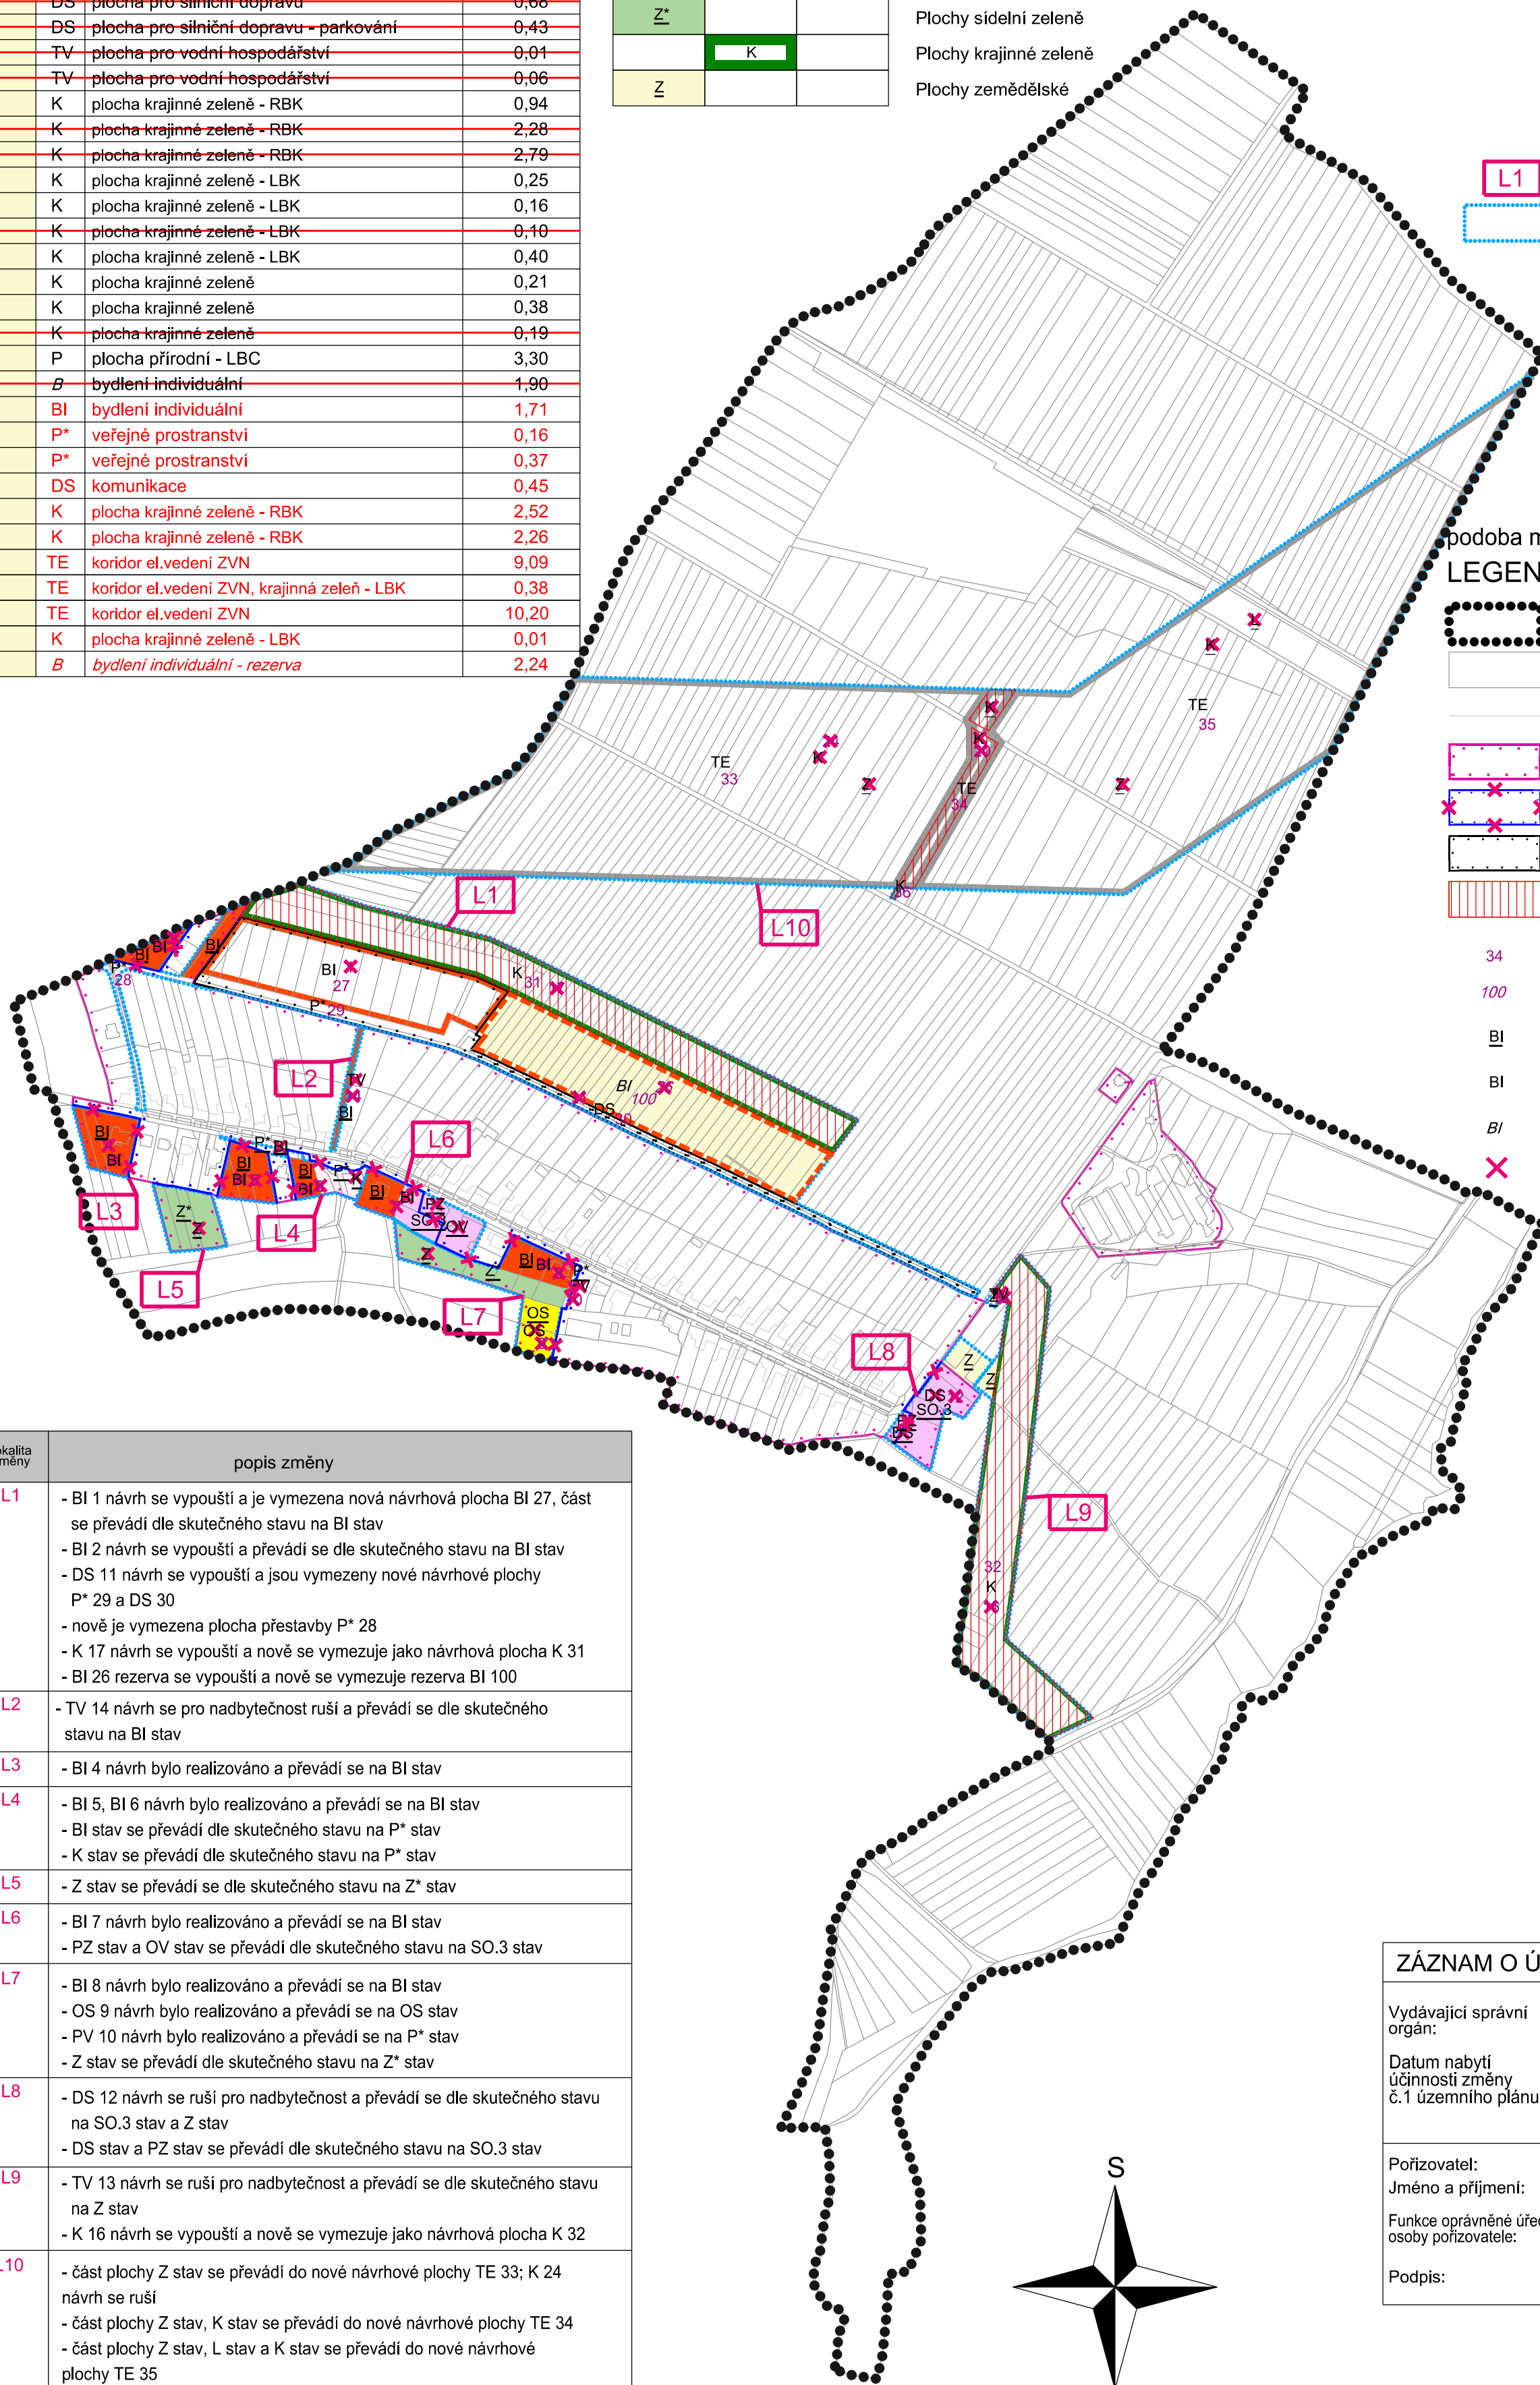 DS plocha pro silniční dopravu 0,68
DS plocha pro silniční dopravu - parkování 0,43
TV plocha pro vodní hospodářství 0,01
TV plocha pro vodní hospodářství 0,06
K plocha krajinné zeleně - RBK 0,94
K plocha krajinné zeleně - RBK 2,28
K plocha krajinné zeleně - RBK 2,79
K plocha krajinné zeleně - LBK 0,25
K plocha krajinné zeleně - LBK 0,16
K plocha krajinné zeleně - LBK 0,10
K plocha krajinné zeleně - LBK 0,40
K plocha krajinné zeleně 0,21
K plocha krajinné zeleně 0,38
K plocha krajinné zeleně 0,19
P plocha přírodní - LBC 3,30
B bydlení individuální 1,90
BI bydlení individuální 1,71
P* veřejné prostranství 0,16
P* veřejné prostranství 0,37
DS komunikace 0,45
K plocha krajinné zeleně - RBK 2,52
K plocha krajinné zeleně - RBK 2,26
TE koridor el.vedení ZVN 9,09
TE koridor el.vedení ZVN, krajinná zeleň - LBK 0,38
TE koridor el.vedení ZVN 10,20
K plocha krajinné zeleně - LBK 0,01
B bydlení individuální - rezerva 2,24
Z* Plochy sídelní zeleně
K Plochy krajinné zeleně
Z Plochy zemědělské
L1
podoba m
LEGEN
34
100
BI
BI
BI
L
K
TE
35
K
K
TE
33
K
Z
TE
34
Z
K
36
L1
L10
BI
BI
BI
P*
28
BI
27
P* 29
K
31
BI
100
DS
30
L2
TV
BI
L6
BI
BI
L3
P*
BI
BI
BI
BI
BI
P*
K
L4
Z*
Z
L5
BI
BI
PZ
SO.3
OV
Z
Z
BI
BI
P*
L7
OS
OS
TV
Z
L8
Z
Z
DS
SO.3
DS
L9
32
K
lokalita
změny
popis změny
L1
- BI 1 návrh se vypouští a je vymezena nová návrhová plocha BI 27, část
se převádí dle skutečného stavu na BI stav
- BI 2 návrh se vypouští a převádí se dle skutečného stavu na BI stav
- DS 11 návrh se vypouští a jsou vymezeny nové návrhové plochy
P* 29 a DS 30
- nově je vymezena plocha přestavby P* 28
- K 17 návrh se vypouští a nově se vymezuje jako návrhová plocha K 31
- BI 26 rezerva se vypouští a nově se vymezuje rezerva BI 100
L2
- TV 14 návrh se pro nadbytečnost ruší a převádí se dle skutečného
stavu na BI stav
L3
- BI 4 návrh bylo realizováno a převádí se na BI stav
L4
- BI 5, BI 6 návrh bylo realizováno a převádí se na BI stav
- BI stav se převádí dle skutečného stavu na P* stav
- K stav se převádí dle skutečného stavu na P* stav
L5
- Z stav se převádí se dle skutečného stavu na Z* stav
L6
- BI 7 návrh bylo realizováno a převádí se na BI stav
- PZ stav a OV stav se převádí dle skutečného stavu na SO.3 stav
L7
- BI 8 návrh bylo realizováno a převádí se na BI stav
- OS 9 návrh bylo realizováno a převádí se na OS stav
- PV 10 návrh bylo realizováno a převádí se na P* stav
- Z stav se převádí dle skutečného stavu na Z* stav
L8
- DS 12 návrh se ruší pro nadbytečnost a převádí se dle skutečného stavu
na SO.3 stav a Z stav
- DS stav a PZ stav se převádí dle skutečného stavu na SO.3 stav
L9
- TV 13 návrh se ruší pro nadbytečnost a převádí se dle skutečného stavu
na Z stav
- K 16 návrh se vypouští a nově se vymezuje jako návrhová plocha K 32
L10
- část plochy Z stav se převádí do nové návrhové plochy TE 33; K 24
návrh se ruší
- část plochy Z stav, K stav se převádí do nové návrhové plochy TE 34
- část plochy Z stav, L stav a K stav se převádí do nové návrhové
plochy TE 35
S
ZÁZNAM O Ú
Vydávající správní
orgán:
Datum nabytí
účinnosti změny
č.1 územního plánu
Pořizovatel:
Jméno a příjmení:
Funkce oprávněné úřed
osoby pořizovatele:
Podpis: